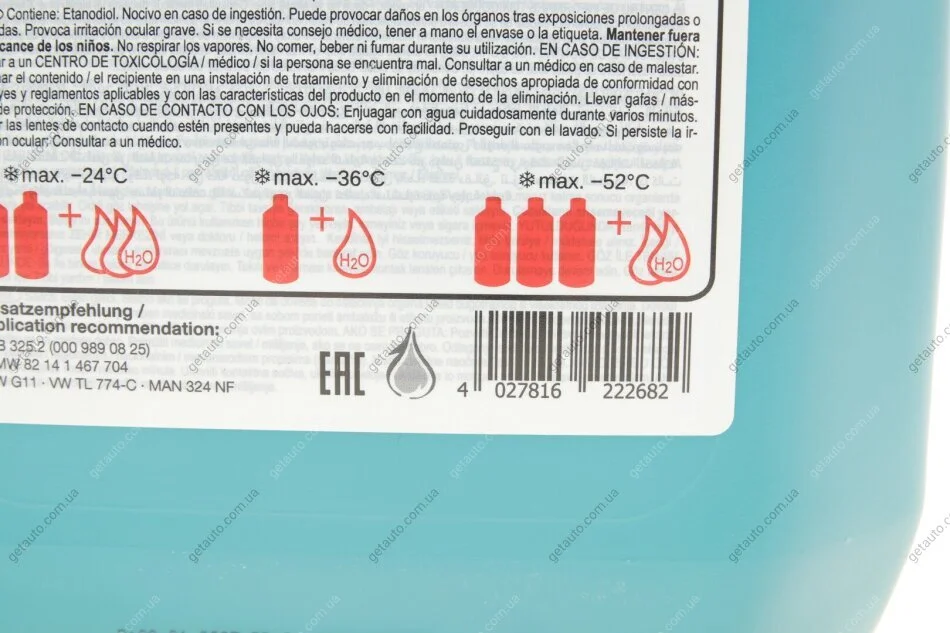 Contiene: Etanodiol. Nocivo en caso de ingestión. Puede provocar daños en los órganos tras exposiciones prolongadas o
das. Provoca irritación ocular grave. Si se necesita consejo médico, tener a mano el envase o la etiqueta. Mantener fuera
cance de los niños. No respirar los vapores. No comer, beber ni fumar durante su utilización. EN CASO DE INGESTIÓN:
ar a un CENTRO DE TOXICOLOGÍA / médico / si la persona se encuentra mal. Consultar a un médico en caso de malestar.
ar el contenido / el recipiente en una instalación de tratamiento y eliminación de desechos apropiada de conformidad con
yes y reglamentos aplicables y con las características del producto en el momento de la eliminación. Llevar gafas / más-
de protección. EN CASO DE CONTACTO CON LOS OJOS: Enjuagar con agua cuidadosamente durante varios minutos.
r las lentes de contacto cuando estén presentes y pueda hacerse con facilidad. Proseguir con el lavado. Si persiste la ir-
n ocular: Consultar a un médico.
max. –24°C
max. –36°C
max. –52°C
+ H2O
+ H2O
+ H2O
satzempfehlung /
plication recommendation:
B 325.2 (000 989 08 25)
MW 82 14 1 467 704
W G11 · VW TL 774-C · MAN 324 NF
EAC
4 027816 222682
getauto.com.ua